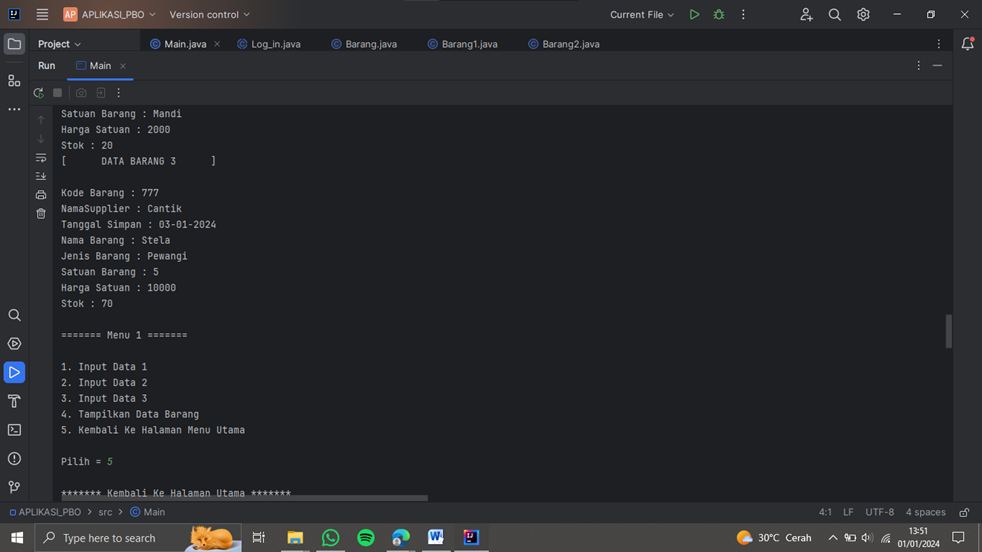 AP APLIKASI_PBO Version control Current File
Project Main.java Log_in.java Barang.java Barang1.java Barang2.java
Run Main
Satuan Barang : Mandi
Harga Satuan : 2000
Stok : 20
[      DATA BARANG 3      ]
Kode Barang : 777
NamaSupplier : Cantik
Tanggal Simpan : 03-01-2024
Nama Barang : Stela
Jenis Barang : Pewangi
Satuan Barang : 5
Harga Satuan : 10000
Stok : 70
======= Menu 1 =======
1. Input Data 1
2. Input Data 2
3. Input Data 3
4. Tampilkan Data Barang
5. Kembali Ke Halaman Menu Utama
Pilih = 5
******* Kembali Ke Halaman Utama *******
APLIKASI_PBO > src > Main 4:1 LF UTF-8 4 spaces
Type here to search 30°C Cerah 13:51
01/01/2024